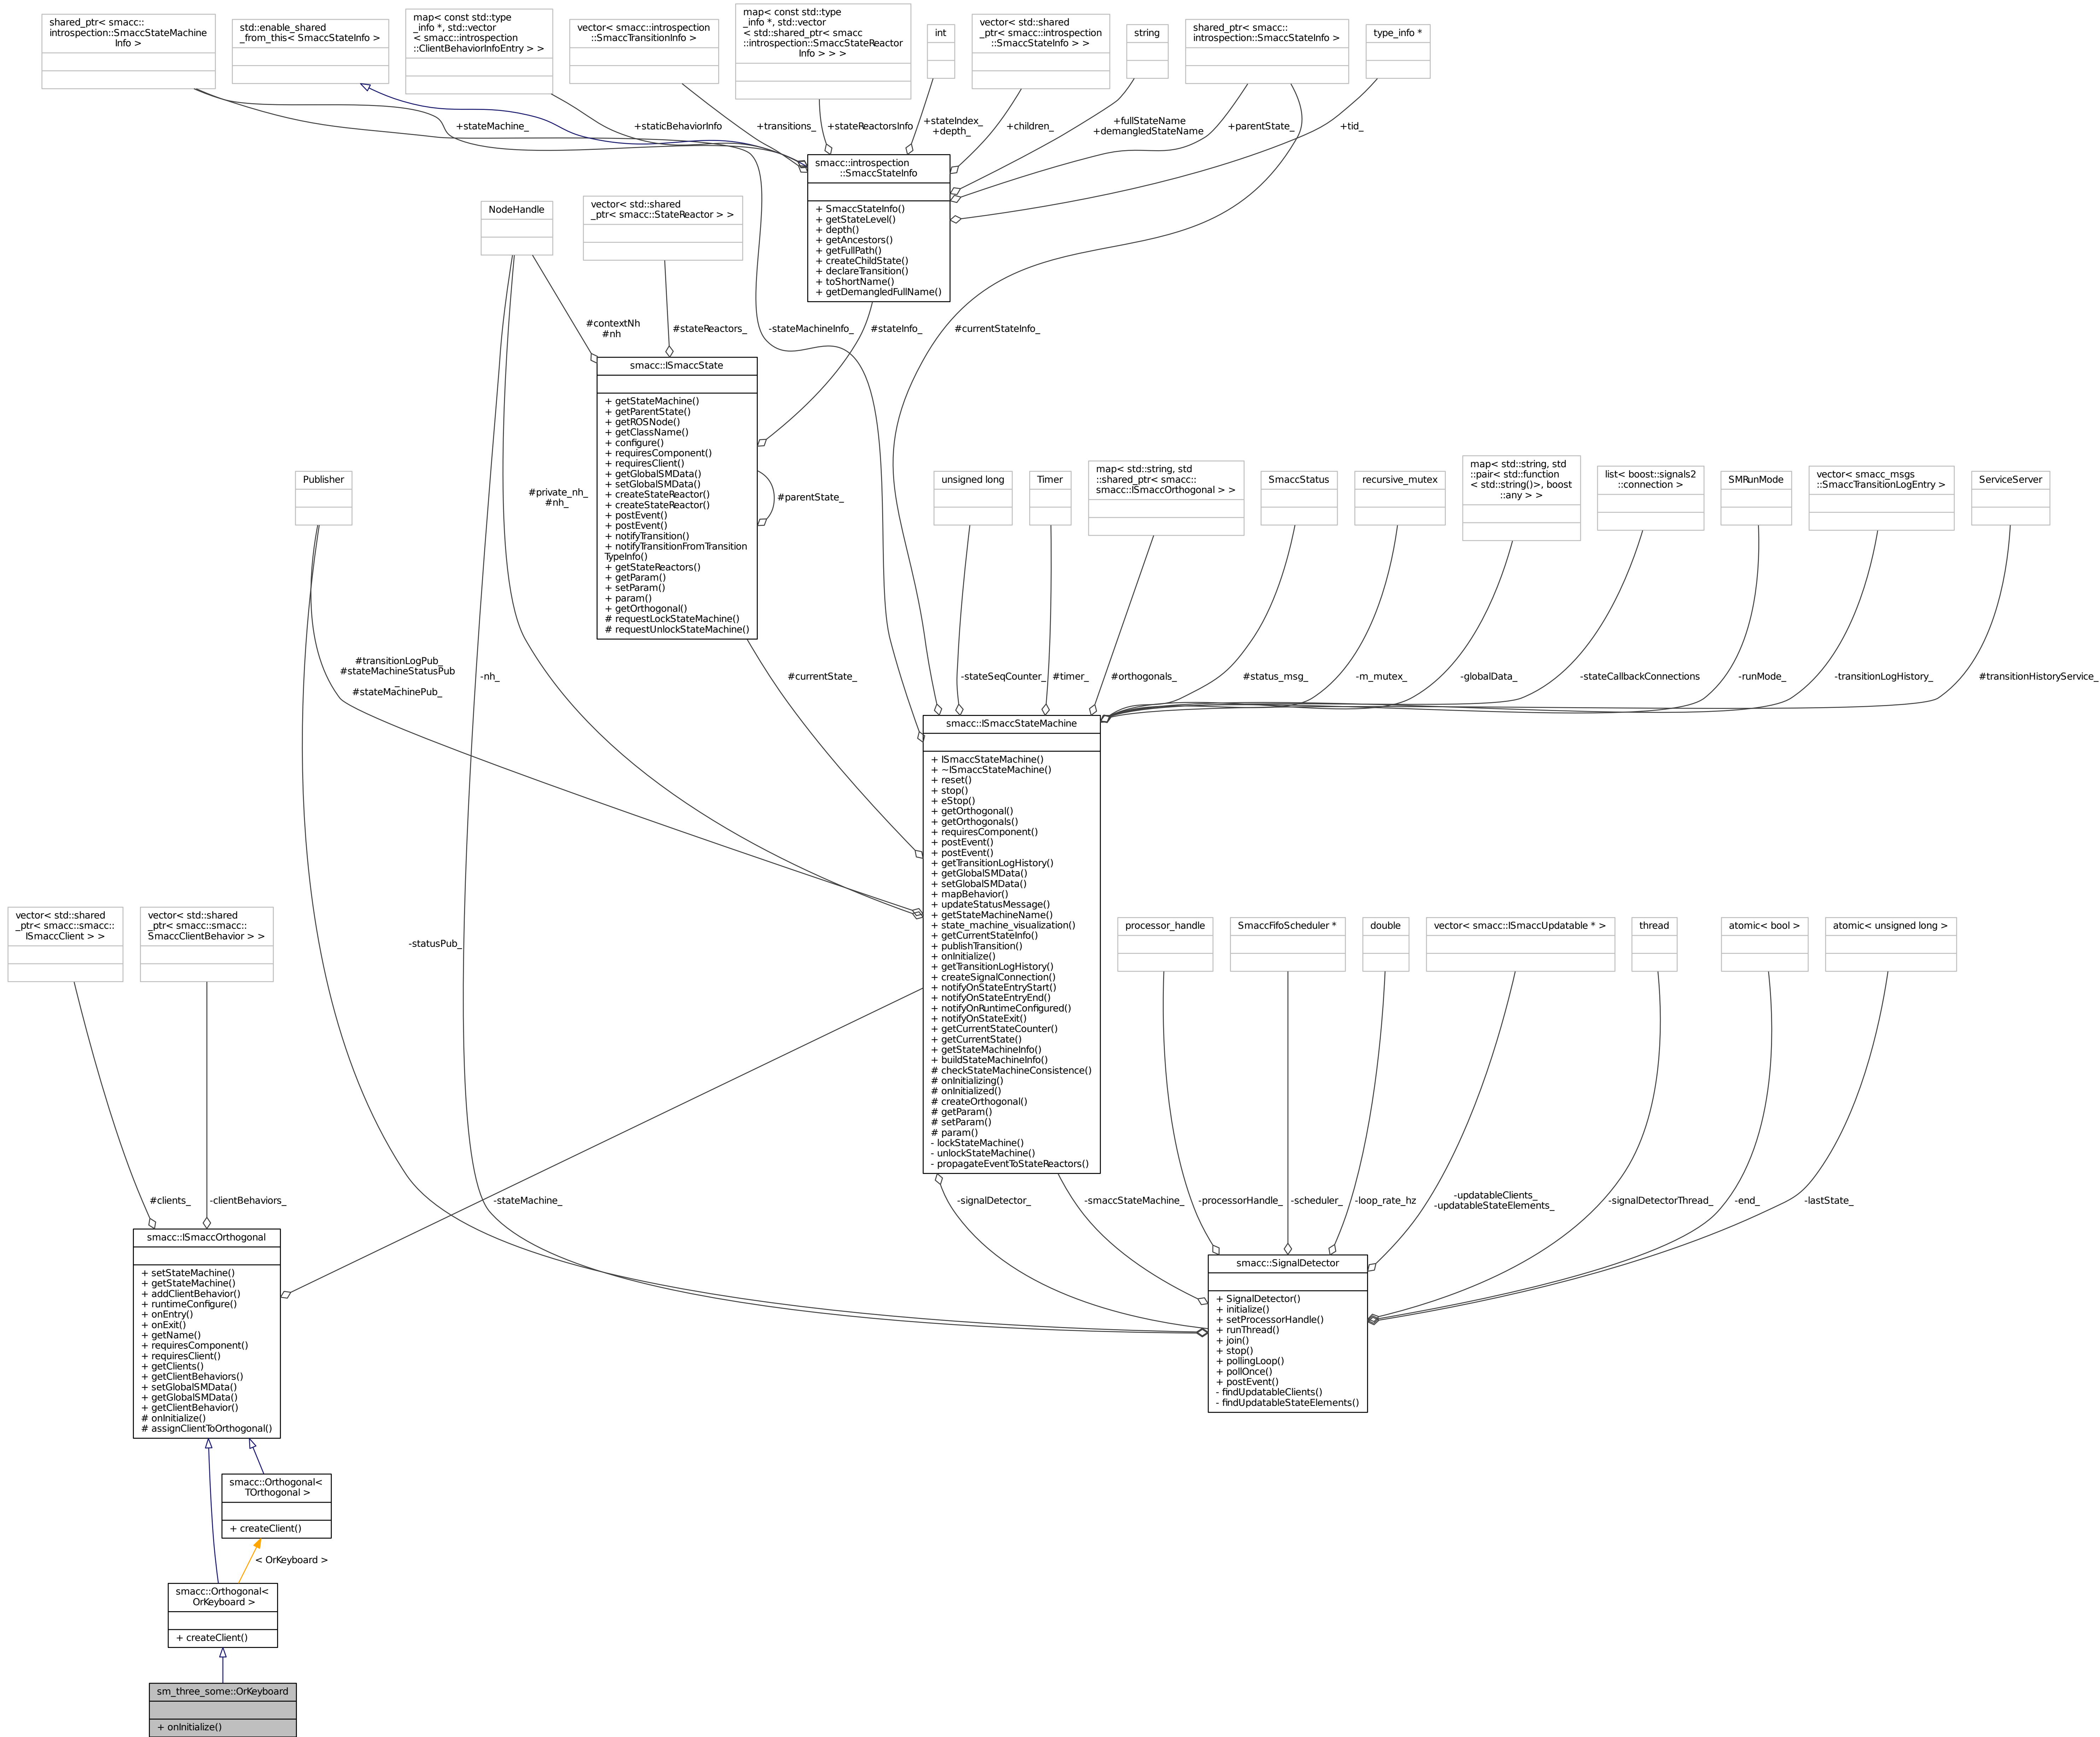 shared_ptr< smacc::
introspection::SmaccStateMachine
Info >
std::enable_shared
_from_this< SmaccStateInfo >
map< const std::type
_info *, std::vector
< smacc::introspection
::ClientBehaviorInfoEntry > >
vector< smacc::introspection
::SmaccTransitionInfo >
map< const std::type
_info *, std::vector
< std::shared_ptr< smacc
::introspection::SmaccStateReactor
Info > > >
int
vector< std::shared
_ptr< smacc::introspection
::SmaccStateInfo > >
string
shared_ptr< smacc::
introspection::SmaccStateInfo >
type_info *
+stateMachine_
+staticBehaviorInfo
+transitions_
+stateReactorsInfo
+stateIndex_
+depth_
+children_
+fullStateName
+demangledStateName
+parentState_
+tid_
smacc::introspection
::SmaccStateInfo
+ SmaccStateInfo()
+ getStateLevel()
+ depth()
+ getAncestors()
+ getFullPath()
+ createChildState()
+ declareTransition()
+ toShortName()
+ getDemangledFullName()
NodeHandle
vector< std::shared
_ptr< smacc::StateReactor > >
#contextNh
#nh
#stateReactors_
-stateMachineInfo_
#stateInfo_
#currentStateInfo_
smacc::ISmaccState
+ getStateMachine()
+ getParentState()
+ getROSNode()
+ getClassName()
+ configure()
+ requiresComponent()
+ requiresClient()
+ getGlobalSMData()
+ setGlobalSMData()
+ createStateReactor()
+ createStateReactor()
+ postEvent()
+ postEvent()
+ notifyTransition()
+ notifyTransitionFromTransition
TypeInfo()
+ getStateReactors()
+ getParam()
+ setParam()
+ param()
+ getOrthogonal()
# requestLockStateMachine()
# requestUnlockStateMachine()
#parentState_
#private_nh_
#nh_
Publisher
unsigned long
Timer
map< std::string, std
::shared_ptr< smacc::
smacc::ISmaccOrthogonal > >
SmaccStatus
recursive_mutex
map< std::string, std
::pair< std::function
< std::string()>, boost
::any > >
list< boost::signals2
::connection >
SMRunMode
vector< smacc_msgs
::SmaccTransitionLogEntry >
ServiceServer
#transitionLogPub_
#stateMachineStatusPub
_
#stateMachinePub_
-nh_
#currentState_
-stateSeqCounter_
#timer_
#orthogonals_
#status_msg_
-m_mutex_
-globalData_
-stateCallbackConnections
-runMode_
-transitionLogHistory_
#transitionHistoryService_
smacc::ISmaccStateMachine
+ ISmaccStateMachine()
+ ~ISmaccStateMachine()
+ reset()
+ stop()
+ eStop()
+ getOrthogonal()
+ getOrthogonals()
+ requiresComponent()
+ postEvent()
+ postEvent()
+ getTransitionLogHistory()
+ getGlobalSMData()
+ setGlobalSMData()
+ mapBehavior()
+ updateStatusMessage()
+ getStateMachineName()
+ state_machine_visualization()
+ getCurrentStateInfo()
+ publishTransition()
+ onInitialize()
+ getTransitionLogHistory()
+ createSignalConnection()
+ notifyOnStateEntryStart()
+ notifyOnStateEntryEnd()
+ notifyOnRuntimeConfigured()
+ notifyOnStateExit()
+ getCurrentStateCounter()
+ getCurrentState()
+ getStateMachineInfo()
+ buildStateMachineInfo()
# checkStateMachineConsistence()
# onInitializing()
# onInitialized()
# createOrthogonal()
# getParam()
# setParam()
# param()
- lockStateMachine()
- unlockStateMachine()
- propagateEventToStateReactors()
vector< std::shared
_ptr< smacc::smacc::
ISmaccClient > >
vector< std::shared
_ptr< smacc::smacc::
SmaccClientBehavior > >
-statusPub_
processor_handle
SmaccFifoScheduler *
double
vector< smacc::ISmaccUpdatable * >
thread
atomic< bool >
atomic< unsigned long >
#clients_
-clientBehaviors_
-stateMachine_
-signalDetector_
-smaccStateMachine_
-processorHandle_
-scheduler_
-loop_rate_hz
-updatableClients_
-updatableStateElements_
-signalDetectorThread_
-end_
-lastState_
smacc::ISmaccOrthogonal
+ setStateMachine()
+ getStateMachine()
+ addClientBehavior()
+ runtimeConfigure()
+ onEntry()
+ onExit()
+ getName()
+ requiresComponent()
+ requiresClient()
+ getClients()
+ getClientBehaviors()
+ setGlobalSMData()
+ getGlobalSMData()
+ getClientBehavior()
# onInitialize()
# assignClientToOrthogonal()
smacc::SignalDetector
+ SignalDetector()
+ initialize()
+ setProcessorHandle()
+ runThread()
+ join()
+ stop()
+ pollingLoop()
+ pollOnce()
+ postEvent()
- findUpdatableClients()
- findUpdatableStateElements()
smacc::Orthogonal<
TOrthogonal >
+ createClient()
< OrKeyboard >
smacc::Orthogonal<
OrKeyboard >
+ createClient()
sm_three_some::OrKeyboard
+ onInitialize()